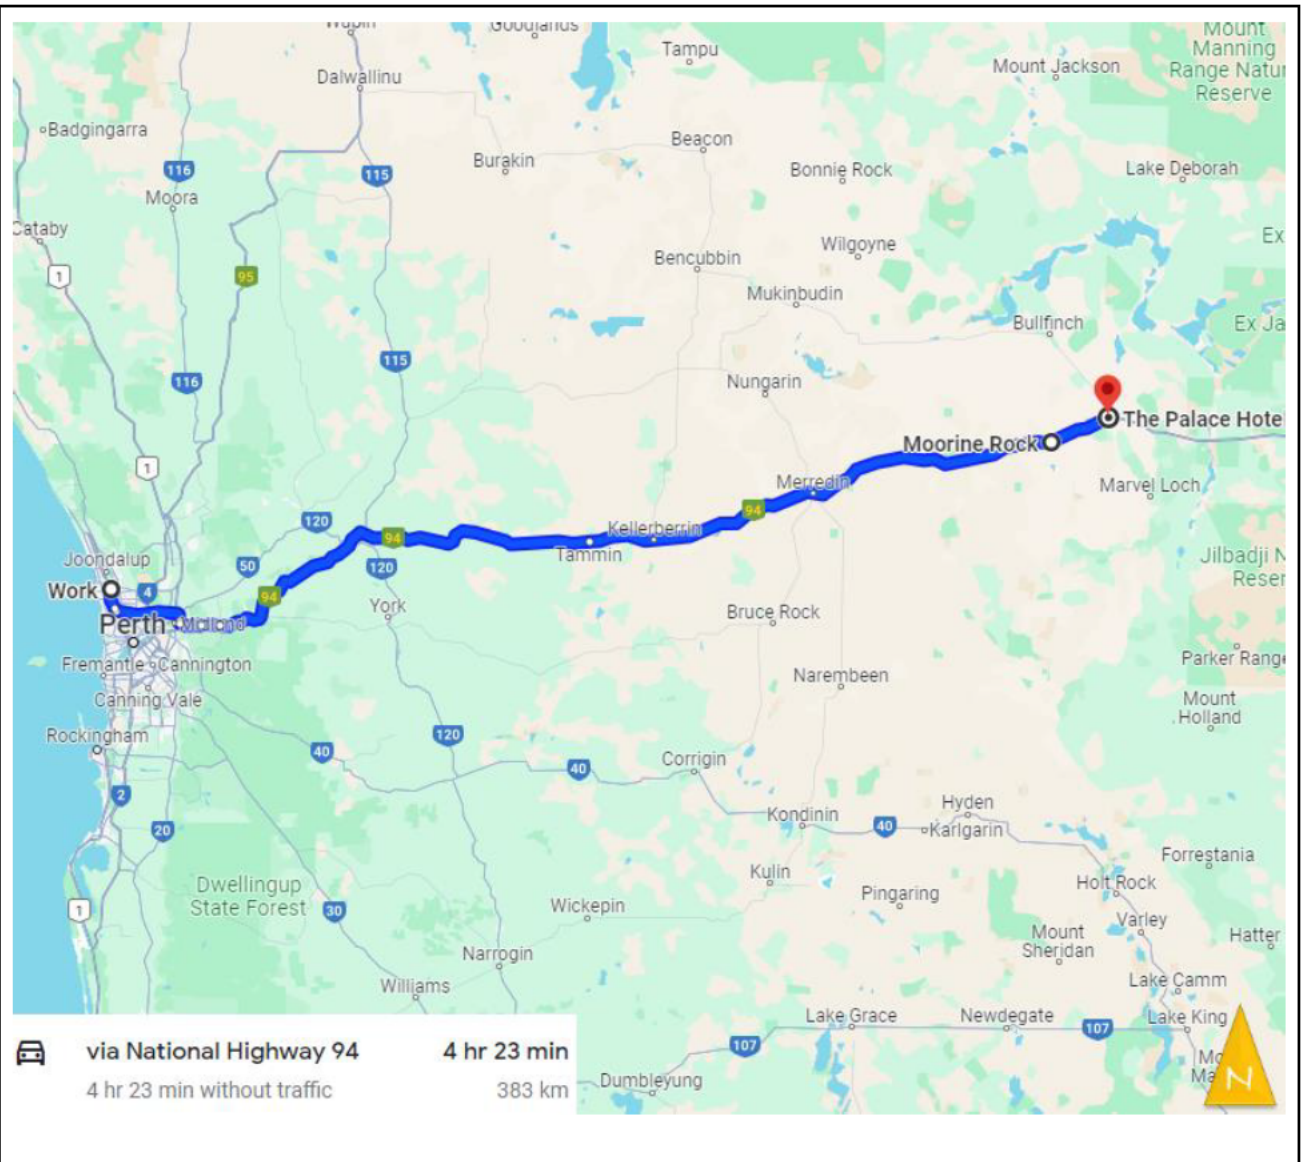 Wubin
Goodlands
Tampu
Mount
Manning
Range Natur
Reserve
Mount Jackson
Dalwallinu
Badgingarra
Beacon
Burakin
116
115
Bonnie Rock
Lake Deborah
Moora
Cataby
Ex
Wilgoyne
Bencubbin
1
95
Mukinbudin
Bullfinch
Ex Ja
115
116
Nungarin
The Palace Hote
Moorine Rock
1
Merredin
Marvel Loch
94
120
Kellerberrin
94
Tammin
Jilbadji N
Reser
Joondalup
50
120
Work
4
94
York
Perth
Midland
Bruce Rock
Fremantle
Cannington
Parker Range
Narembeen
Canning Vale
Mount
Holland
Rockingham
120
40
40
Corrigin
2
Hyden
Kondinin
20
40
Karlgarin
Forrestania
Kulin
Holt Rock
Dwellingup
State Forest
Pingaring
1
30
Wickepin
Varley
Mount
Sheridan
Hatter
Narrogin
Williams
Lake Camm
Lake Grace
Newdegate
Lake King
107
107
Mo
Ma
N
Dumbleyung
via National Highway 94
4 hr 23 min
4 hr 23 min without traffic
383 km